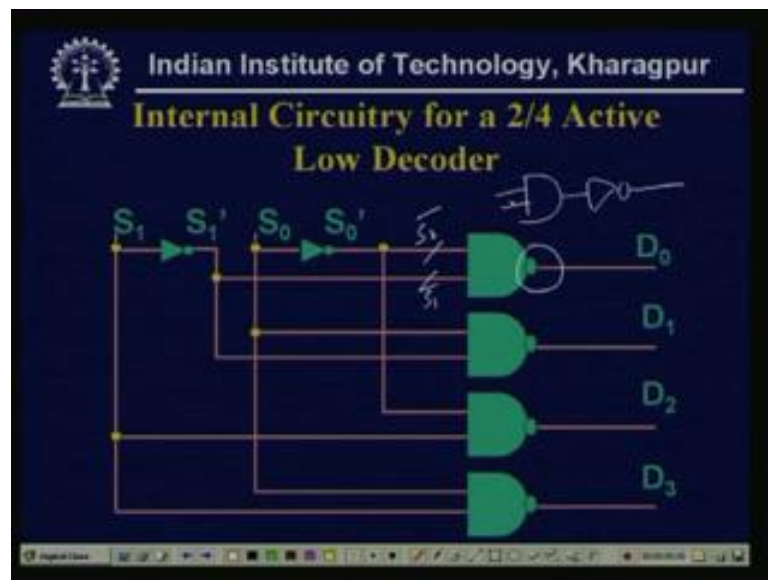 Indian Institute of Technology, Kharagpur
Internal Circuitry for a 2/4 Active
Low Decoder
S₁ S₁' S₀ S₀'
D₀
S̅₁
D₁
D₂
D₃